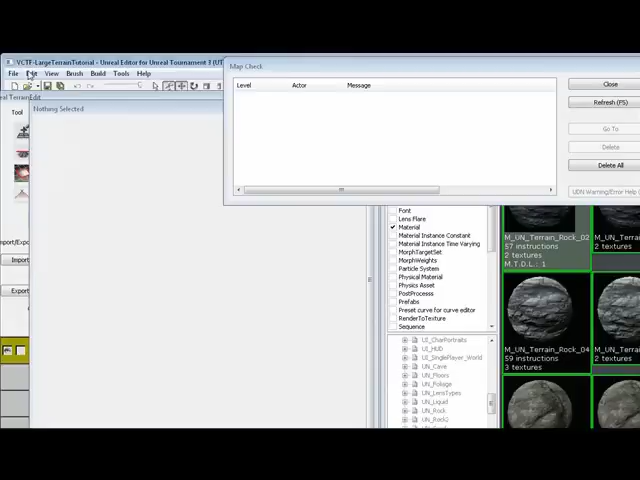 VCTF-LargeTerrainTutorial - Unreal Editor for Unreal Tournament 3 (UT
File Edit View Brush Build Tools Help
Map Check
Level Actor Message
Close
Refresh (F5)
Go To
Delete
Delete All
UDN Warning/Error Help (
Nothing Selected
Tool
Import
Export
Font
Lens Flare
Material
Material Instance Constant
Material Instance Time Varying
MorphTargetSet
MorphWeights
Particle System
Physical Material
Physics Asset
PostProcess
Prefabs
Preset curve for curve editor
RenderToTexture
Sequence
UI_CharPortraits
UI_HUD
UI_SinglePlayer_World
UN_Cave
UN_Floors
UN_Foliage
UN_LensTypes
UN_Liquid
UN_Rock
UN_Rock2
M_UN_Terrain_Rock_02
57 instructions
2 textures
M.T.D.L.: 1
M_UN_Te
2 textures
M_UN_Terrain_Rock_04
59 instructions
3 textures
M_UN_Te
2 textures